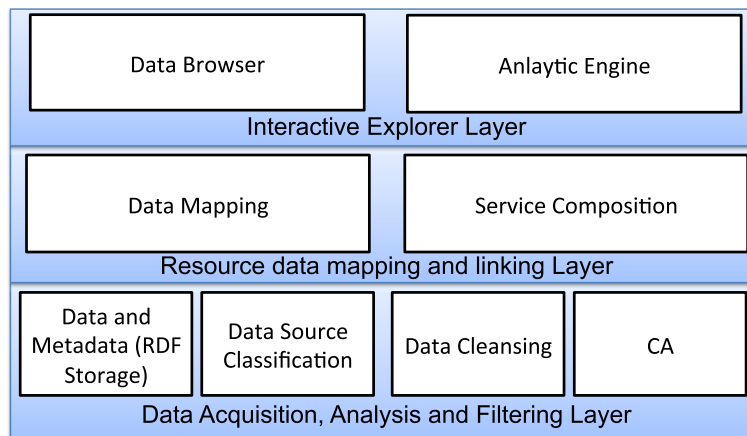 Data Browser
Anlaytic Engine
Interactive Explorer Layer
Data Mapping
Service Composition
Resource data mapping and linking Layer
Data and
Metadata (RDF
Storage)
Data Source
Classification
Data Cleansing
CA
Data Acquisition, Analysis and Filtering Layer